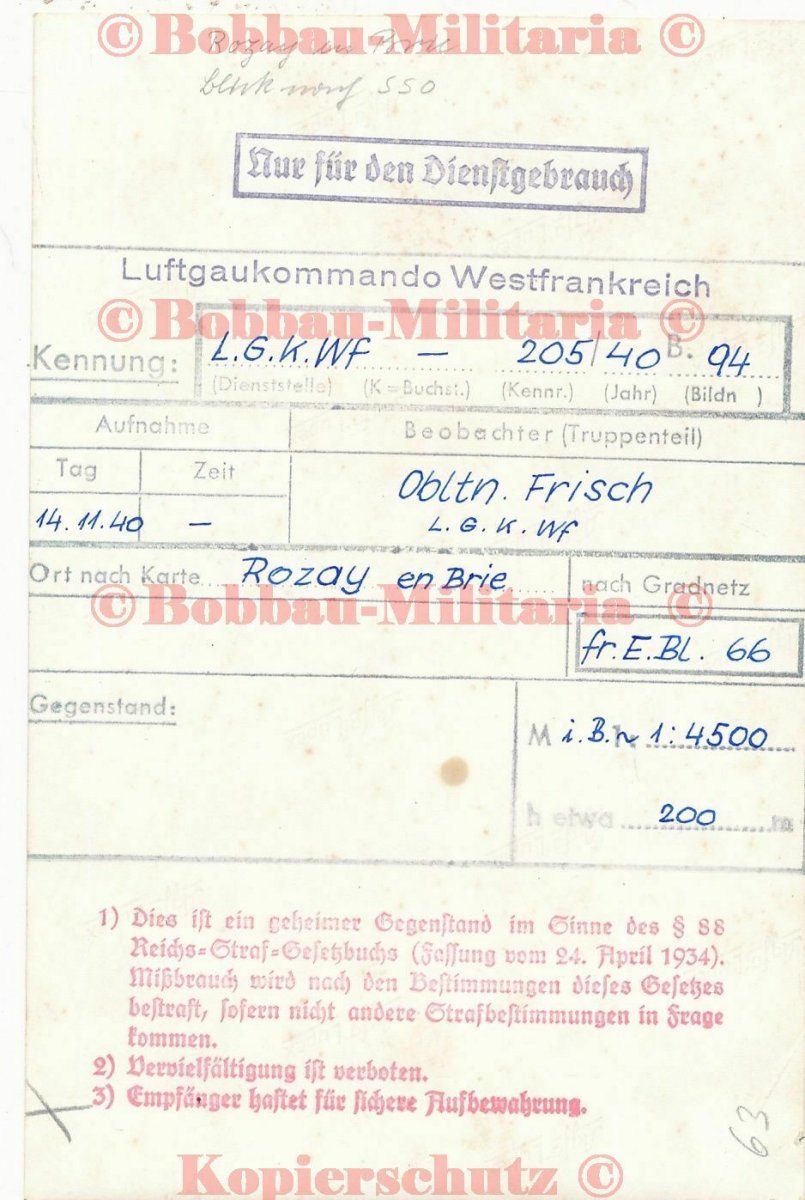 © Bobbau-Militaria ©
Rozay en Brie
Blick nach SSO
Nur für den Dienstgebrauch
Luftgaukommando Westfrankreich
© Bobbau-Militaria ©
Kennung: L.G.K.Wf — 205/40 B. 94
(Dienststelle) (K=Buchst.) (Kennr.) (Jahr) (Bildn )
Aufnahme Beobachter (Truppenteil)
Tag Zeit
Obltn. Frisch
14.11.40 — L.G.K.Wf
Ort nach Karte Rozay en Brie nach Gradnetz
© Bobbau-Militaria ©
fr. E. Bl. 66
Gegenstand:
M i.B.~ 1:4500
h etwa 200 m
1) Dies ist ein geheimer Gegenstand im Sinne des § 88
Reichs-Straf-Gesetzbuchs (Fassung vom 24. April 1934).
Mißbrauch wird nach den Bestimmungen dieses Gesetzes
bestraft, sofern nicht andere Strafbestimmungen in Frage
kommen.
2) Vervielfältigung ist verboten.
3) Empfänger haftet für sichere Aufbewahrung.
63
Kopierschutz ©